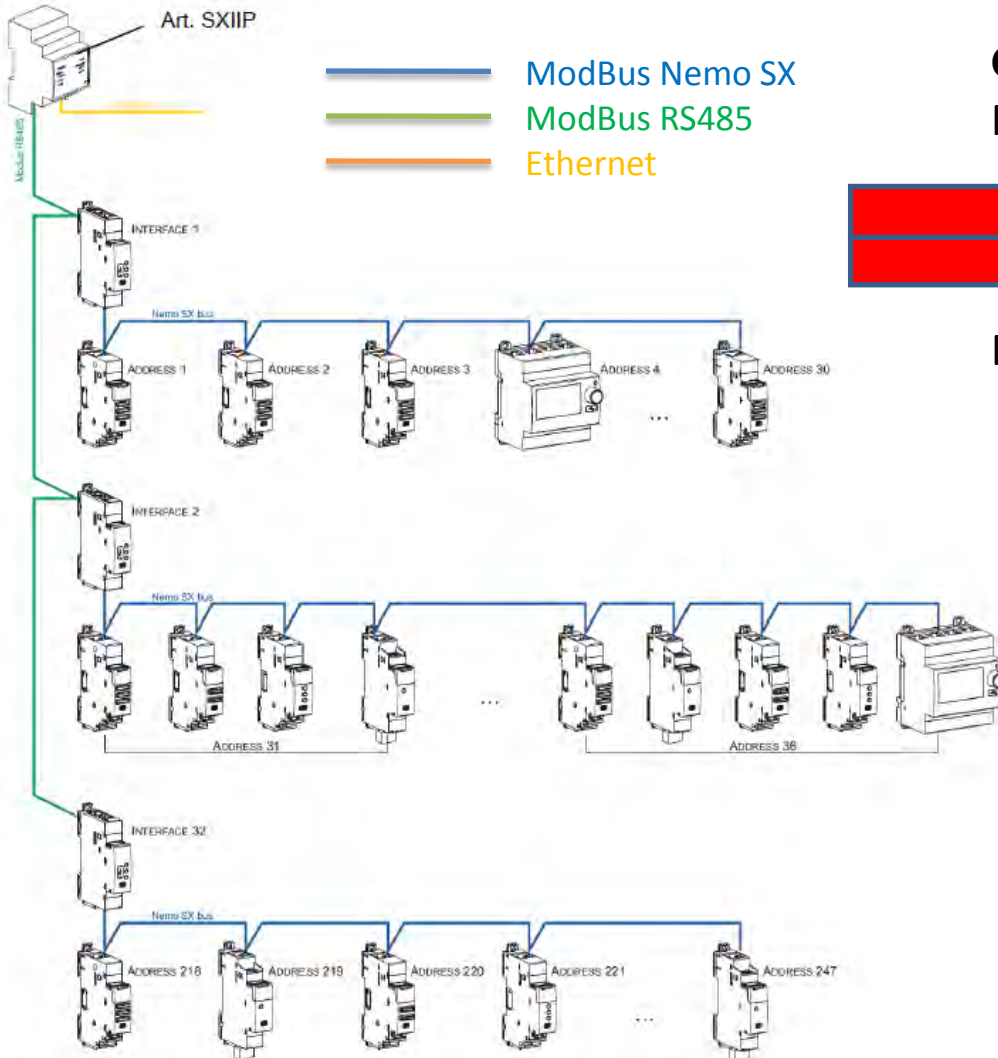 Art. SXIIP
ModBus Nemo SX
ModBus RS485
Ethernet
Modbus RS485
INTERFACE 1
Nemo SX bus
ADDRESS 1
ADDRESS 2
ADDRESS 3
ADDRESS 4
ADDRESS 30
...
INTERFACE 2
Nemo SX bus
...
ADDRESS 31
ADDRESS 36
INTERFACE 32
Nemo SX bus
ADDRESS 218
ADDRESS 219
ADDRESS 220
ADDRESS 221
ADDRESS 247
...